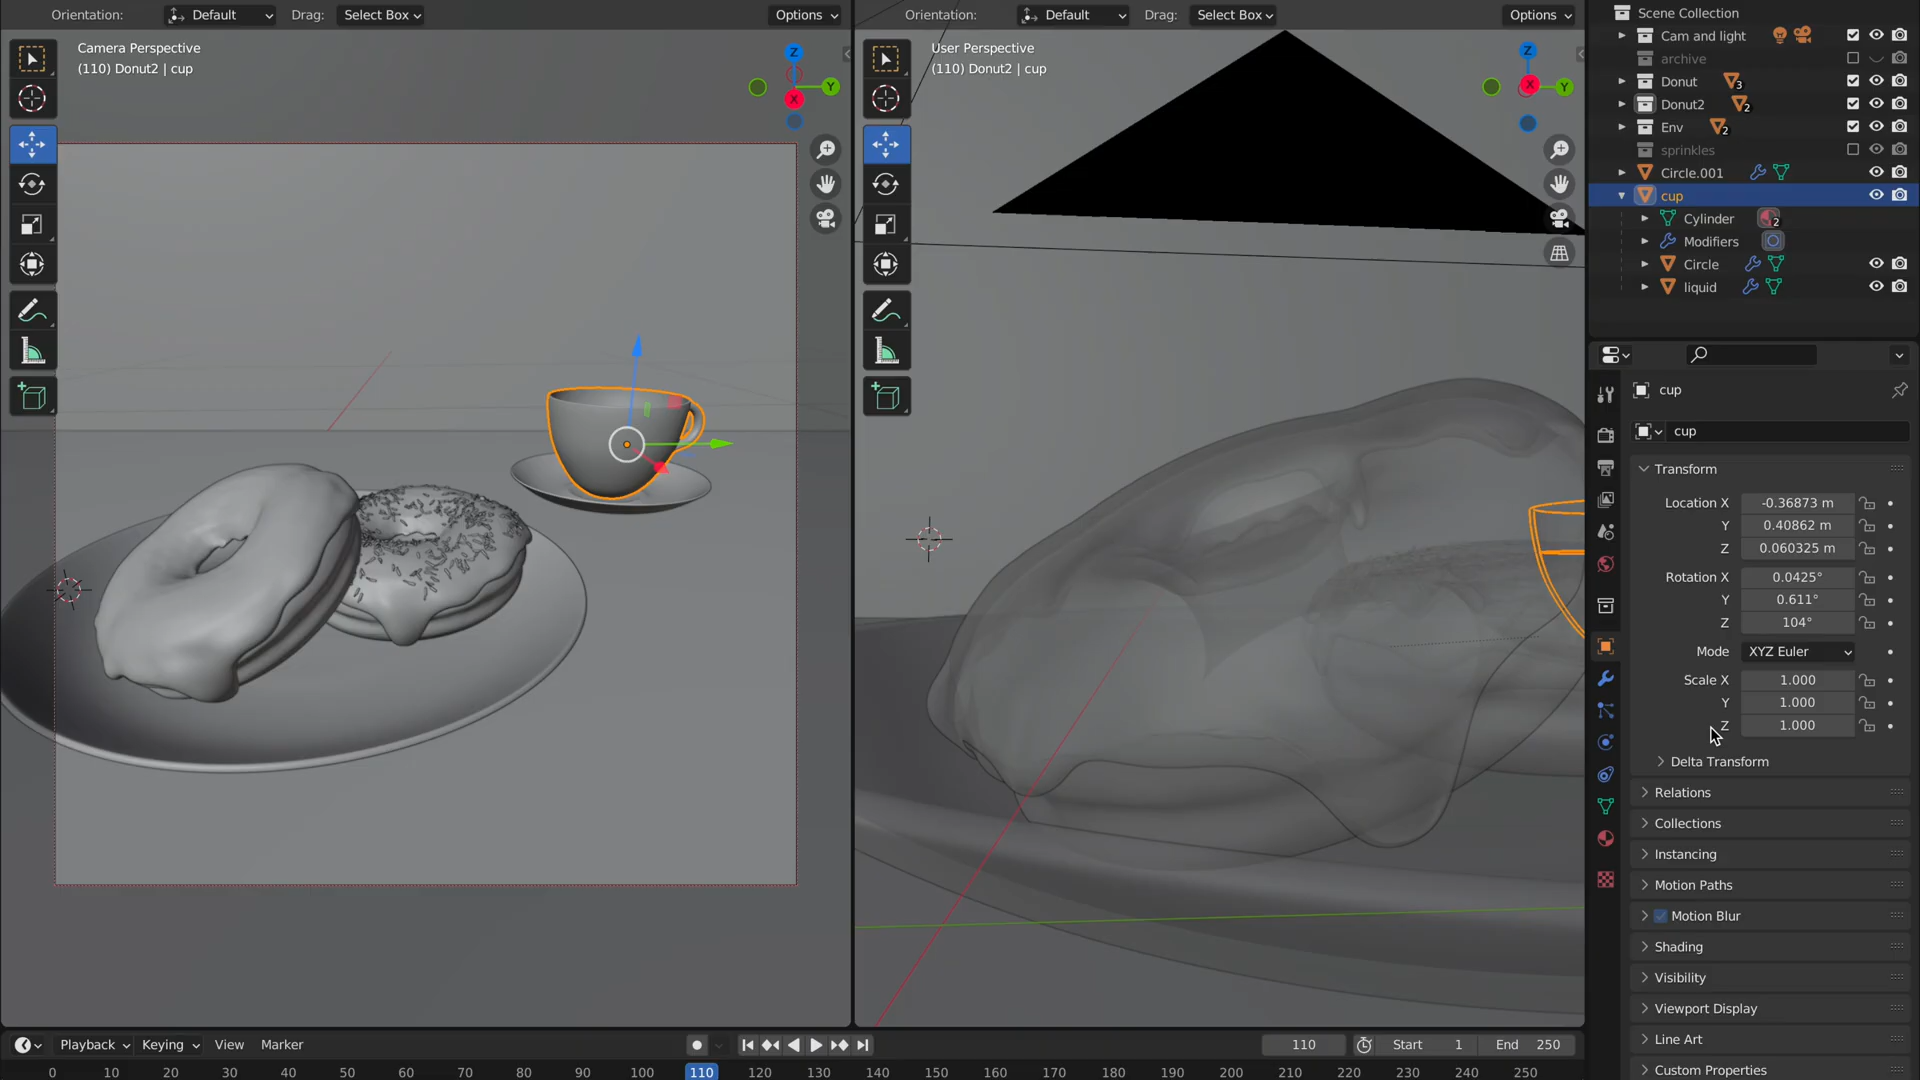 Orientation: Default Drag: Select Box Options
Camera Perspective
(110) Donut2 | cup
Z
Y
X
Orientation: Default Drag: Select Box Options
User Perspective
(110) Donut2 | cup
Z
X
Y
Scene Collection
Cam and light
archive
Donut 3
Donut2 2
Env 2
sprinkles
Circle.001
cup
Cylinder 2
Modifiers
Circle
liquid
cup
cup
Transform
Location X -0.36873 m
Y 0.40862 m
Z 0.060325 m
Rotation X 0.0425°
Y 0.611°
Z 104°
Mode XYZ Euler
Scale X 1.000
Y 1.000
Z 1.000
Delta Transform
Relations
Collections
Instancing
Motion Paths
Motion Blur
Shading
Visibility
Viewport Display
Line Art
Custom Properties
Playback Keying View Marker 110 Start 1 End 250
0 10 20 30 40 50 60 70 80 90 100 110 120 130 140 150 160 170 180 190 200 210 220 230 240 250